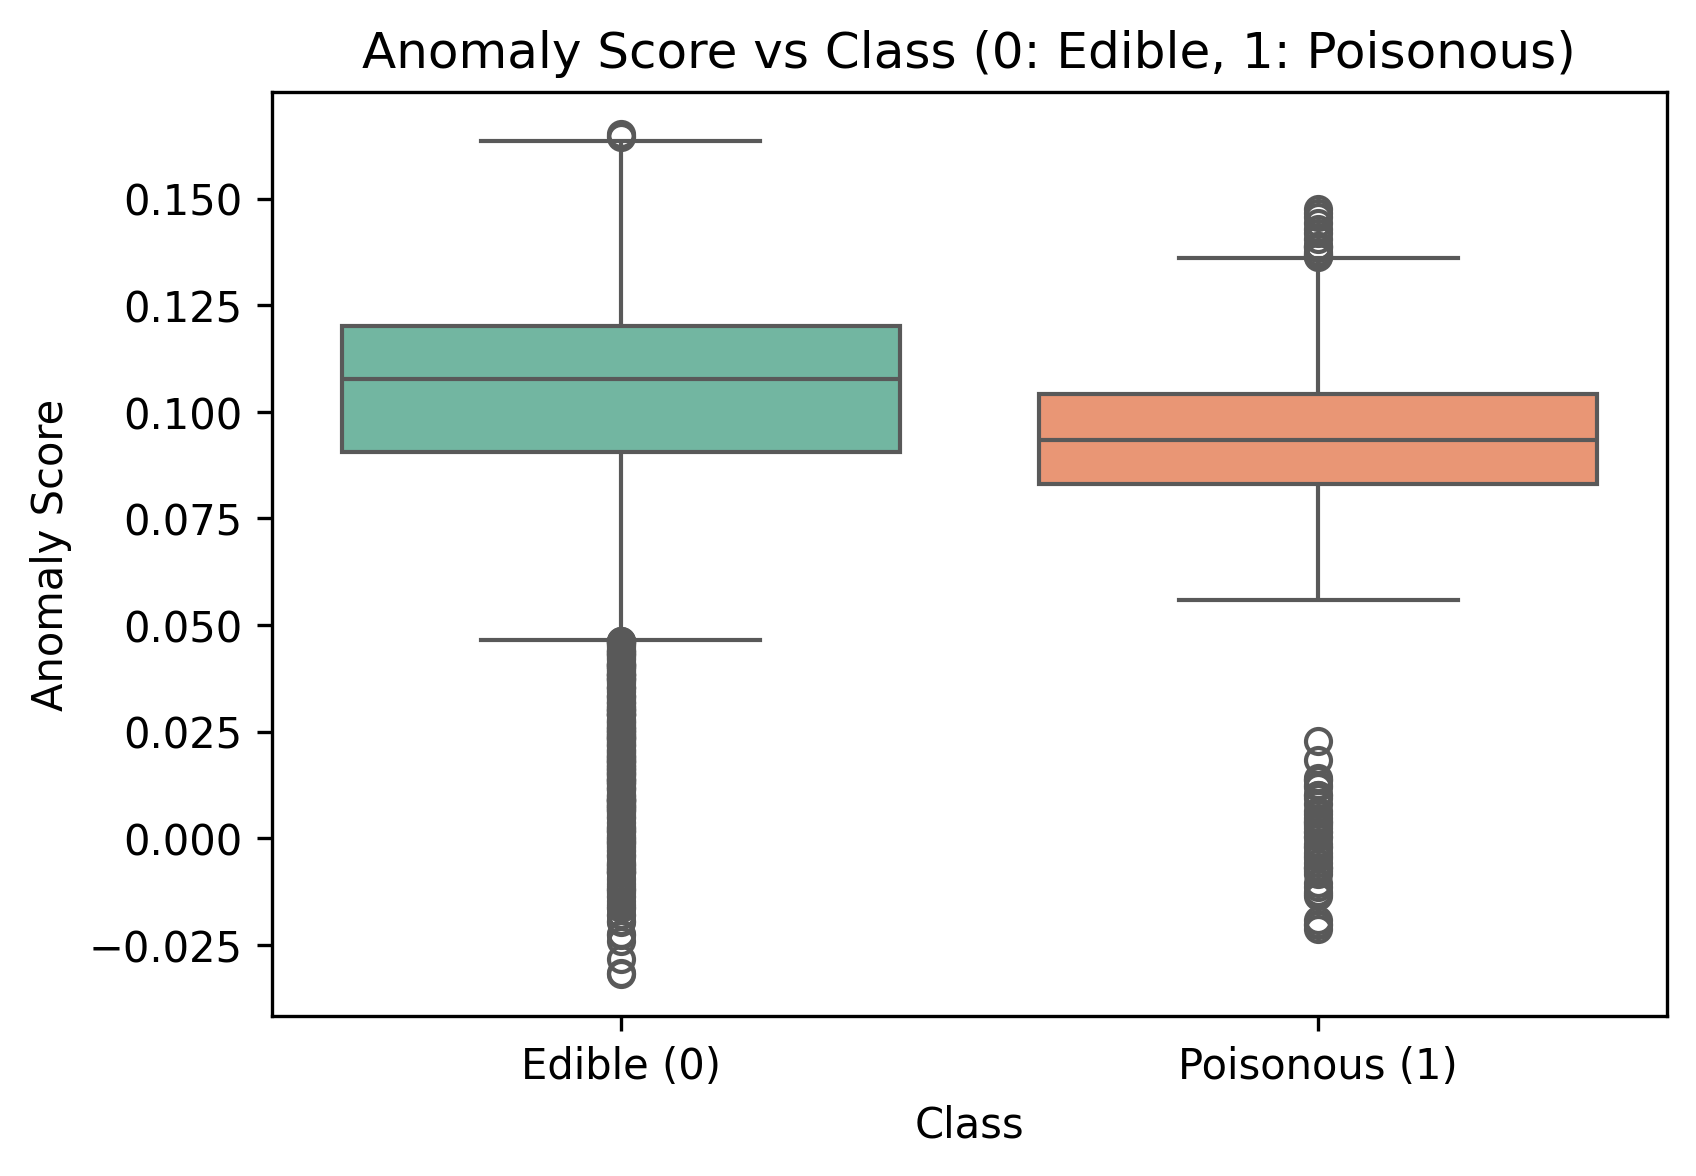 Anomaly Score vs Class (0: Edible, 1: Poisonous)
Anomaly Score
0.150
0.125
0.100
0.075
0.050
0.025
0.000
−0.025
Edible (0)
Poisonous (1)
Class